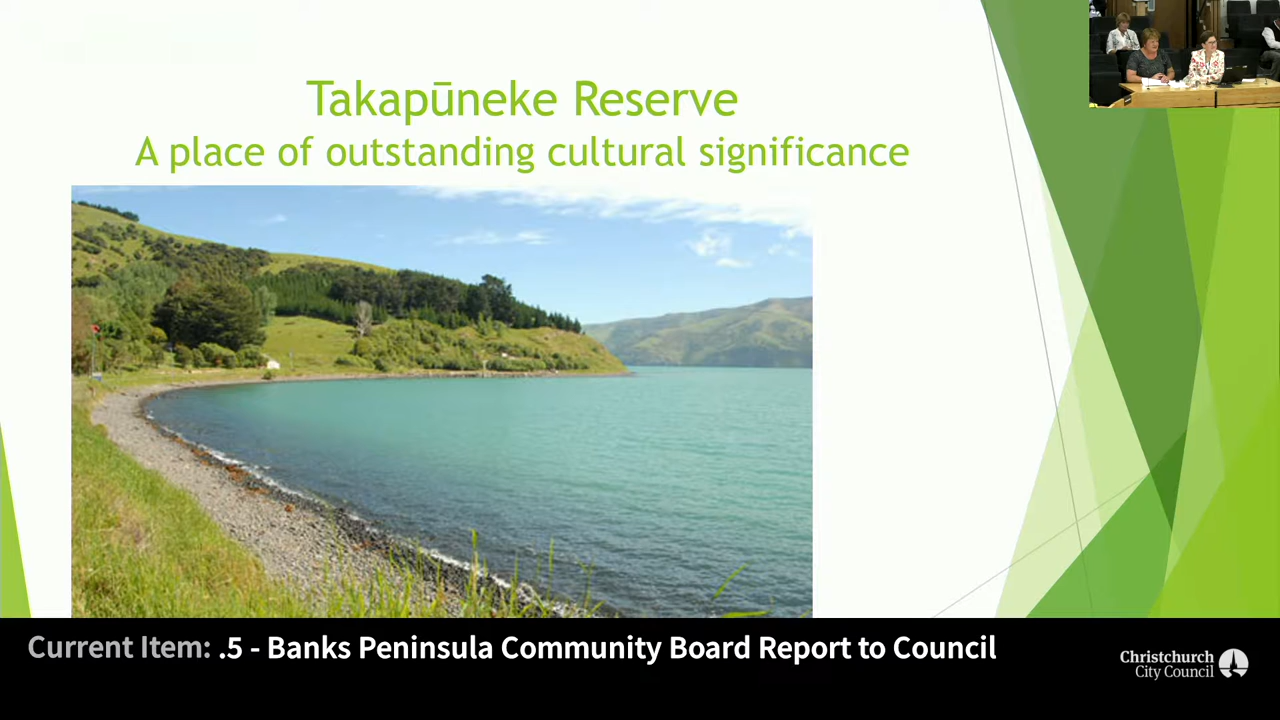 Takapūneke Reserve
A place of outstanding cultural significance
Current Item: .5 - Banks Peninsula Community Board Report to Council
Christchurch
City Council